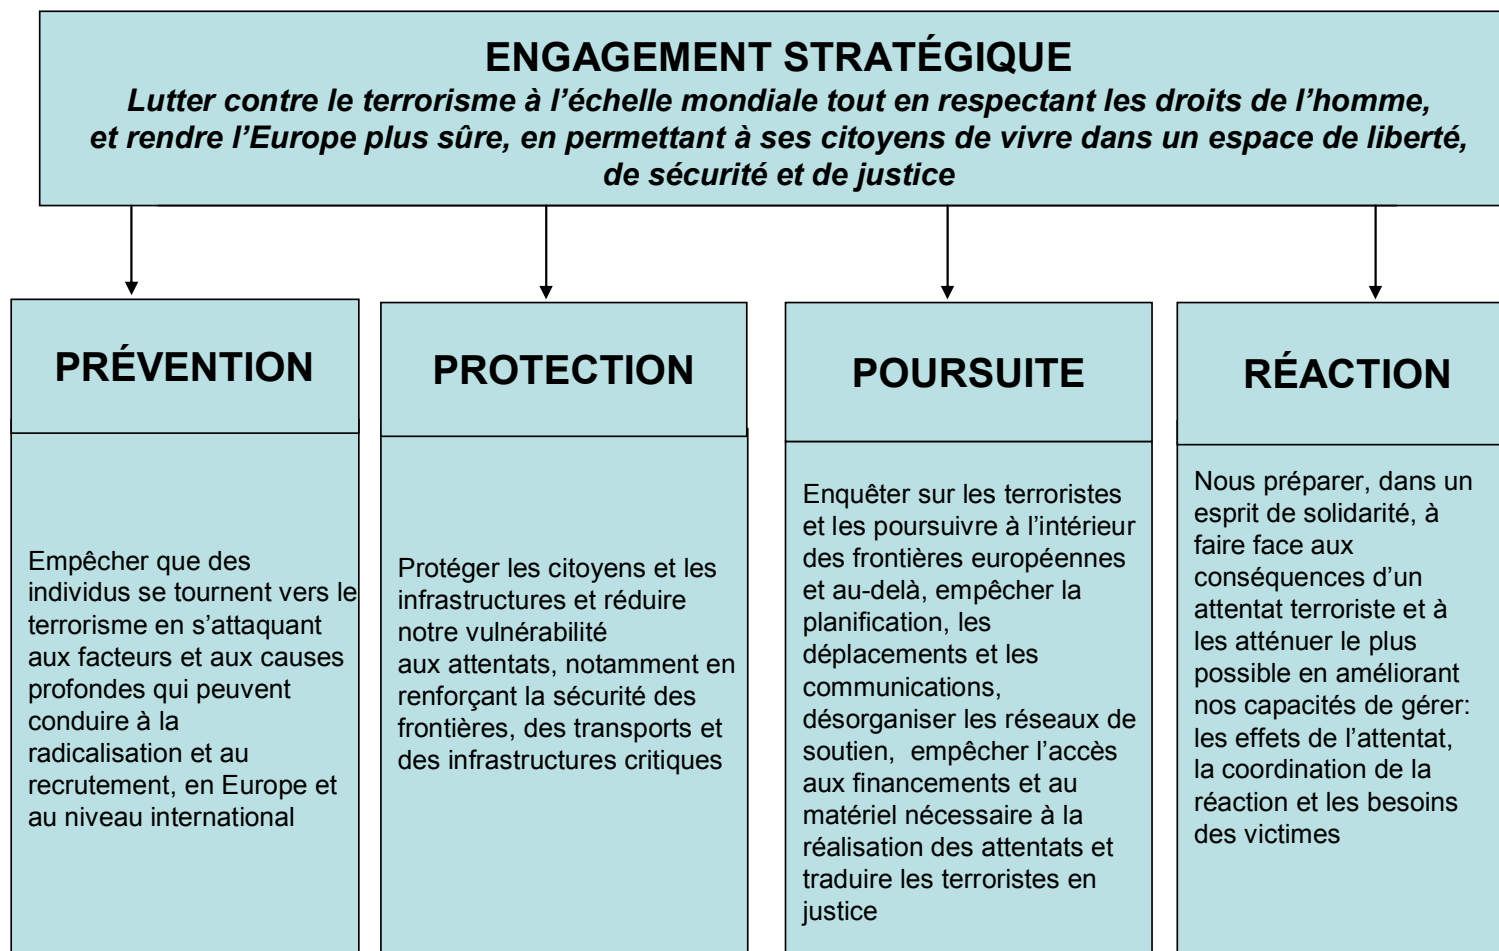 ENGAGEMENT STRATÉGIQUE
Lutter contre le terrorisme à l’échelle mondiale tout en respectant les droits de l’homme,
et rendre l’Europe plus sûre, en permettant à ses citoyens de vivre dans un espace de liberté,
de sécurité et de justice
PRÉVENTION
Empêcher que des
individus se tournent vers le
terrorisme en s’attaquant
aux facteurs et aux causes
profondes qui peuvent
conduire à la
radicalisation et au
recrutement, en Europe et
au niveau international
PROTECTION
Protéger les citoyens et les
infrastructures et réduire
notre vulnérabilité
aux attentats, notamment en
renforçant la sécurité des
frontières, des transports et
des infrastructures critiques
POURSUITE
Enquêter sur les terroristes
et les poursuivre à l’intérieur
des frontières européennes
et au-delà, empêcher la
planification, les
déplacements et les
communications,
désorganiser les réseaux de
soutien,  empêcher l’accès
aux financements et au
matériel nécessaire à la
réalisation des attentats et
traduire les terroristes en
justice
RÉACTION
Nous préparer, dans un
esprit de solidarité, à
faire face aux
conséquences d’un
attentat terroriste et à
les atténuer le plus
possible en améliorant
nos capacités de gérer:
les effets de l’attentat,
la coordination de la
réaction et les besoins
des victimes